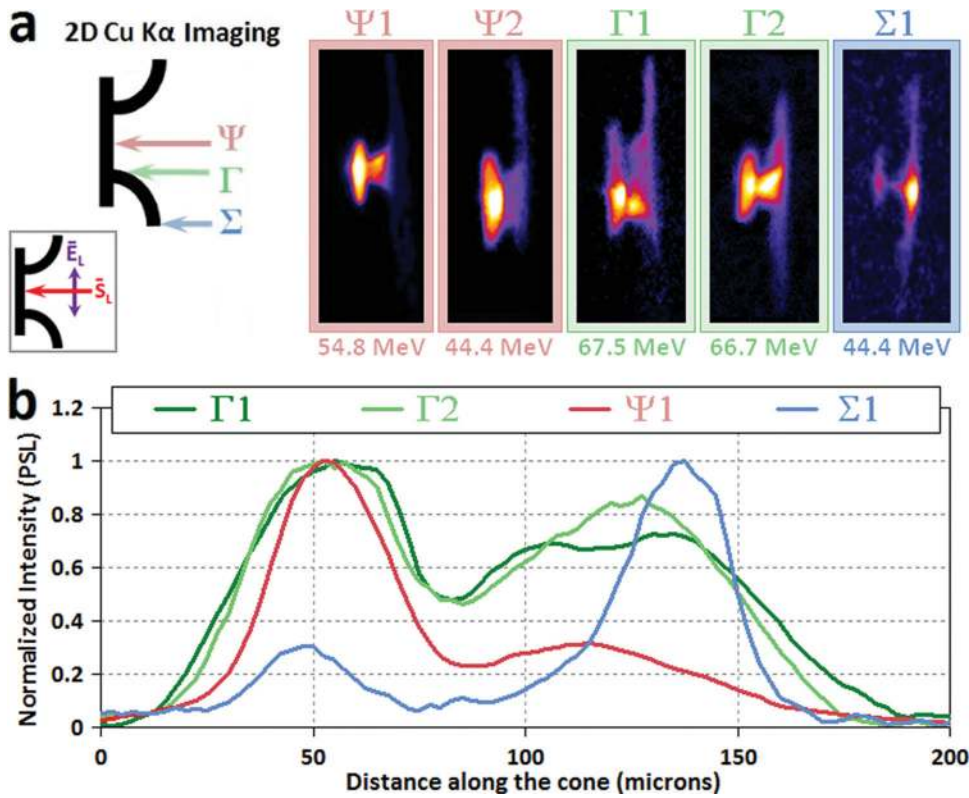 a
2D Cu Kα Imaging
Ψ
Γ
Σ
ĒL
S̄L
Ψ1 Ψ2 Γ1 Γ2 Σ1
54.8 MeV 44.4 MeV 67.5 MeV 66.7 MeV 44.4 MeV
b
Γ1 Γ2 Ψ1 Σ1
Normalized Intensity (PSL)
1.2
1
0.8
0.6
0.4
0.2
0
0 50 100 150 200
Distance along the cone (microns)